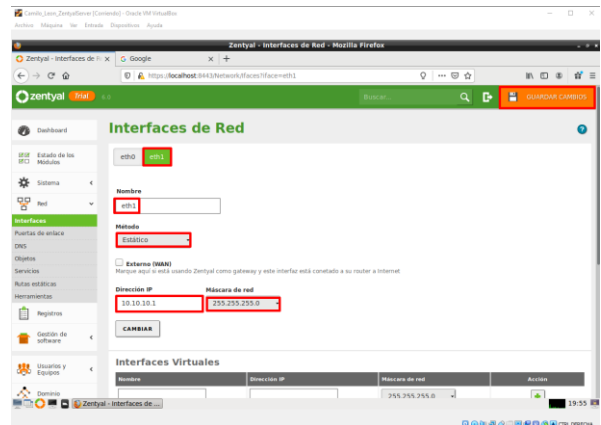 Camilo_Leon_ZentyalServer [Corriendo] - Oracle VM VirtualBox
Archivo Máquina Ver Entrada Dispositivos Ayuda
Zentyal - Interfaces de Red - Mozilla Firefox
Zentyal - Interfaces de R
Google
https://localhost:8443/Network/Ifaces?iface=eth1
zentyal Trial
Buscar...
GUARDAR CAMBIOS
Dashboard
Estado de los Módulos
Sistema
Red
Interfaces
Puertas de enlace
DNS
Objetos
Servicios
Rutas estáticas
Herramientas
Registros
Gestión de software
Usuarios y Equipos
Dominio
Interfaces de Red
eth0 eth1
Nombre
eth1
Método
Estático
Externo (WAN)
Marque aquí si está usando Zentyal como gateway y este interfaz está conetado a su router a Internet
Dirección IP Máscara de red
10.10.10.1 255.255.255.0
CAMBIAR
Interfaces Virtuales
Nombre Dirección IP Máscara de red Acción
255.255.255.0
Zentyal - Interfaces de ...
19:55
CTRL DERECHA